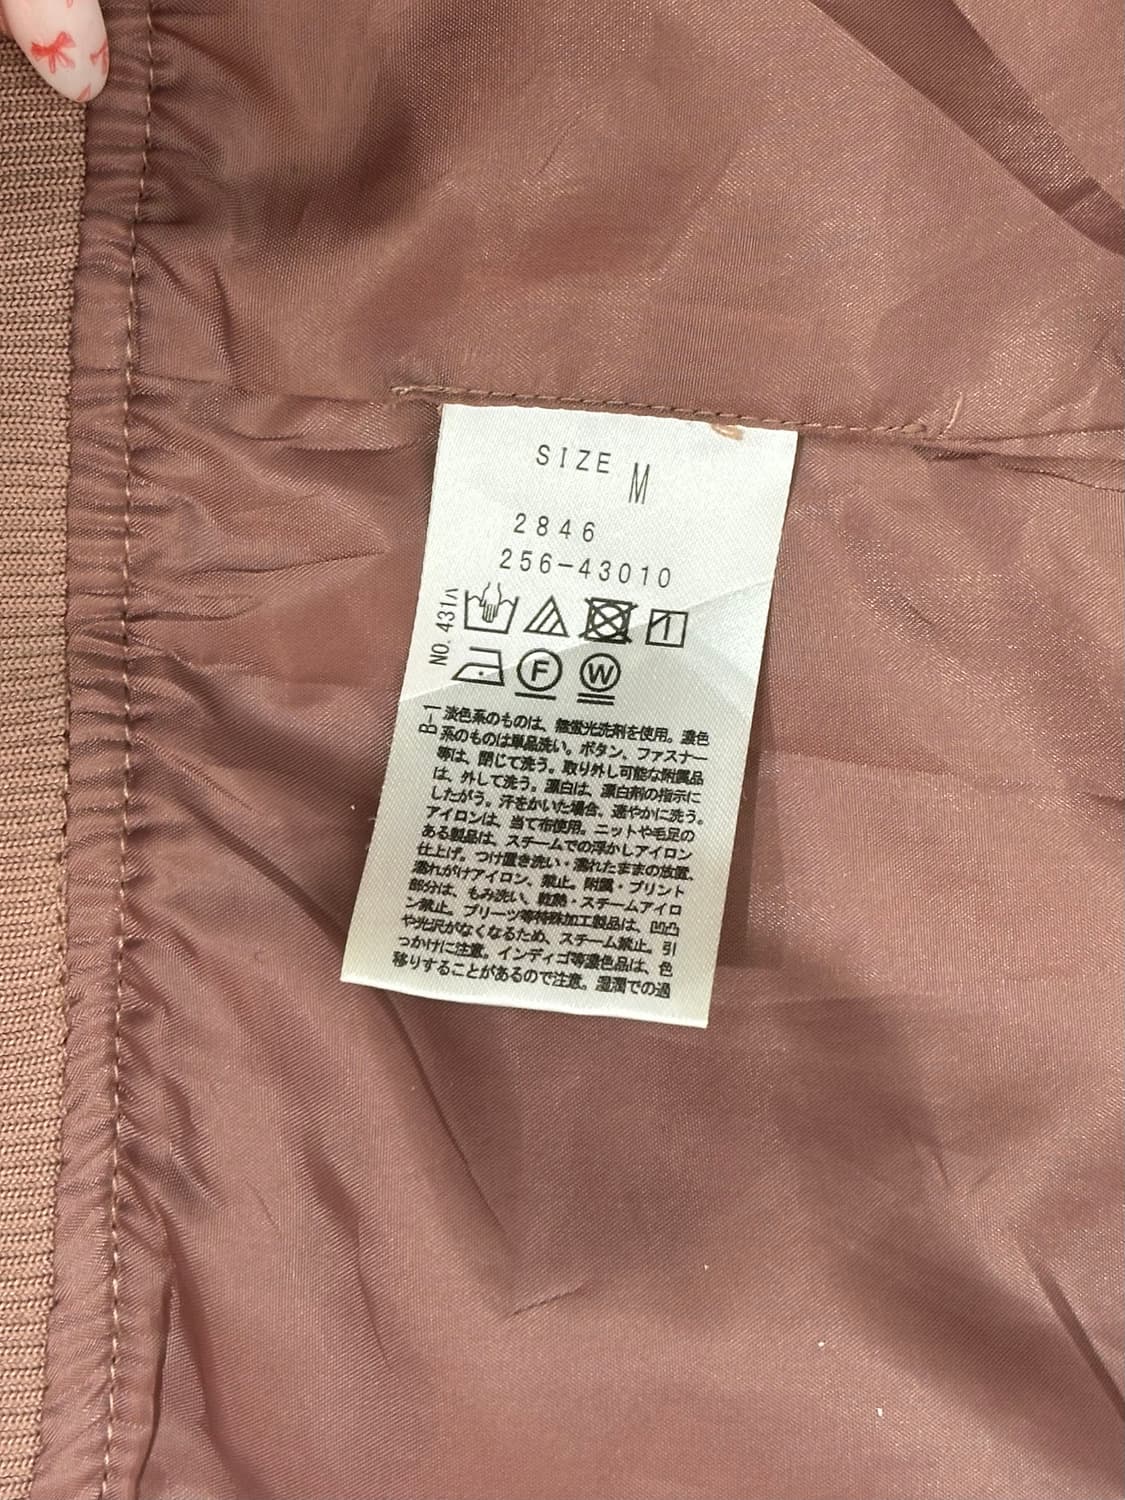 SIZE M
2846
256-43010
NO.431A
F W
B-1
淡色系のものは、無蛍光洗剤を使用。濃色
系のものは単品洗い。ボタン、ファスナー
等は、閉じて洗う。取り外し可能な附属品
は、外して洗う。漂白は、漂白剤の指示に
したがう。汗をかいた場合、速やかに洗う。
アイロンは、当て布使用。ニットや毛足の
ある製品は、スチームでの浮かしアイロン
仕上げ。つけ置き洗い・濡れたままの放置、
濡れがけアイロン、禁止。附属・プリント
部分は、もみ洗い、乾熱・スチームアイロ
ン禁止。プリーツ等特殊加工製品は、凹凸
や光沢がなくなるため、スチーム禁止。引
っかけに注意。インディゴ等濃色品は、色
移りすることがあるので注意。湿潤での過